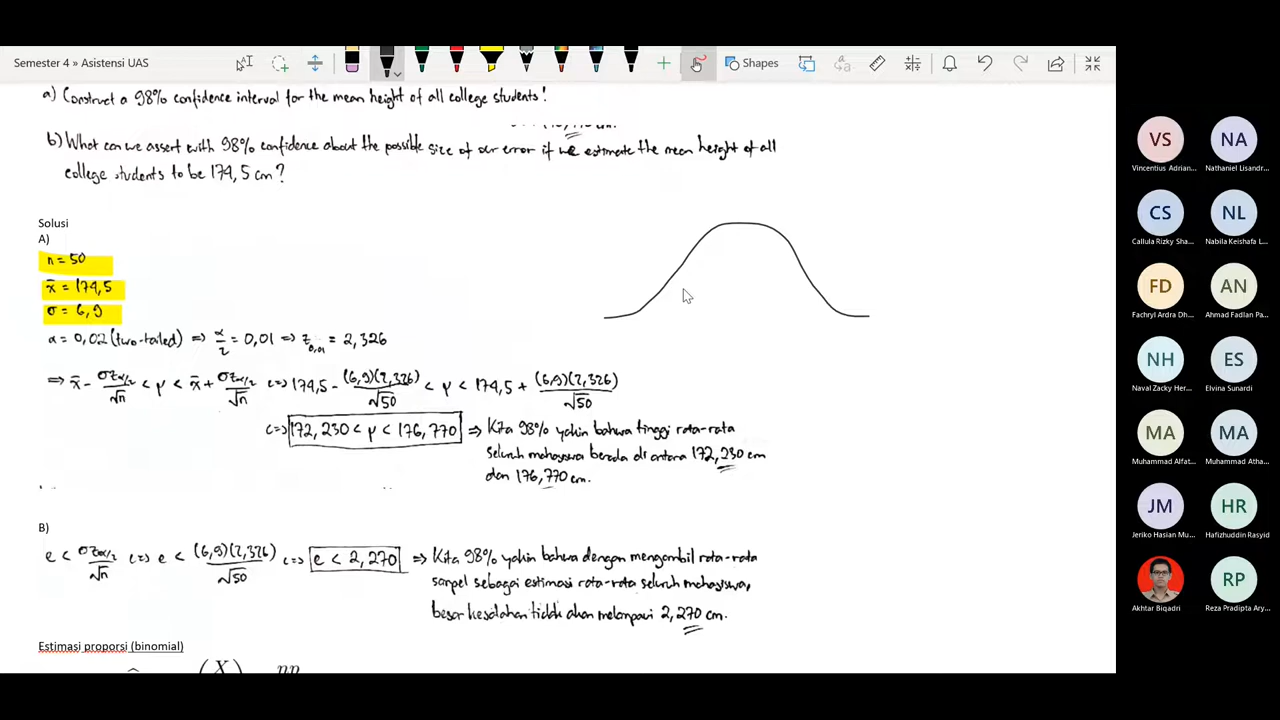 Semester 4 » Asistensi UAS
Shapes
a) Construct a 98% confidence interval for the mean height of all college students!
b) What can we assert with 98% confidence about the possible size of our error if we estimate the mean height of all
college students to be 174,5 cm?
Solusi
A)
n = 50
x̄ = 174,5
σ = 6,9
α = 0,02 (two-tailed) ⇒ α/2 = 0,01 ⇒ z0,01 = 2,326
⇒ x̄ - σzα/2/√n < μ < x̄ + σzα/2/√n <=> 174,5 - (6,9)(2,326)/√50 < μ < 174,5 + (6,9)(2,326)/√50
<=> 172,230 < μ < 176,770 ⇒ Kita 98% yakin bahwa tinggi rata-rata
seluruh mahasiswa berada di antara 172,230 cm
dan 176,770 cm.
B)
e < σzα/2/√n <=> e < (6,9)(2,326)/√50 <=> e < 2,270 ⇒ Kita 98% yakin bahwa dengan mengambil rata-rata
sampel sebagai estimasi rata-rata seluruh mahasiswa,
besar kesalahan tidak akan melampaui 2,270 cm.
Estimasi proporsi (binomial)
VS
Vincentius Adrian...
NA
Nathaniel Lisandr...
CS
Callula Rizky Sha...
NL
Nabila Keishafa L...
FD
Fachryl Ardra Dh...
AN
Ahmad Fadlan Pa...
NH
Naval Zacky Her...
ES
Elvina Sunardi
MA
Muhammad Alfat...
MA
Muhammad Atha...
JM
Jeriko Hasian Mu...
HR
Hafizhuddin Rasyid
Akhtar Biqadri
RP
Reza Pradipta Ary...